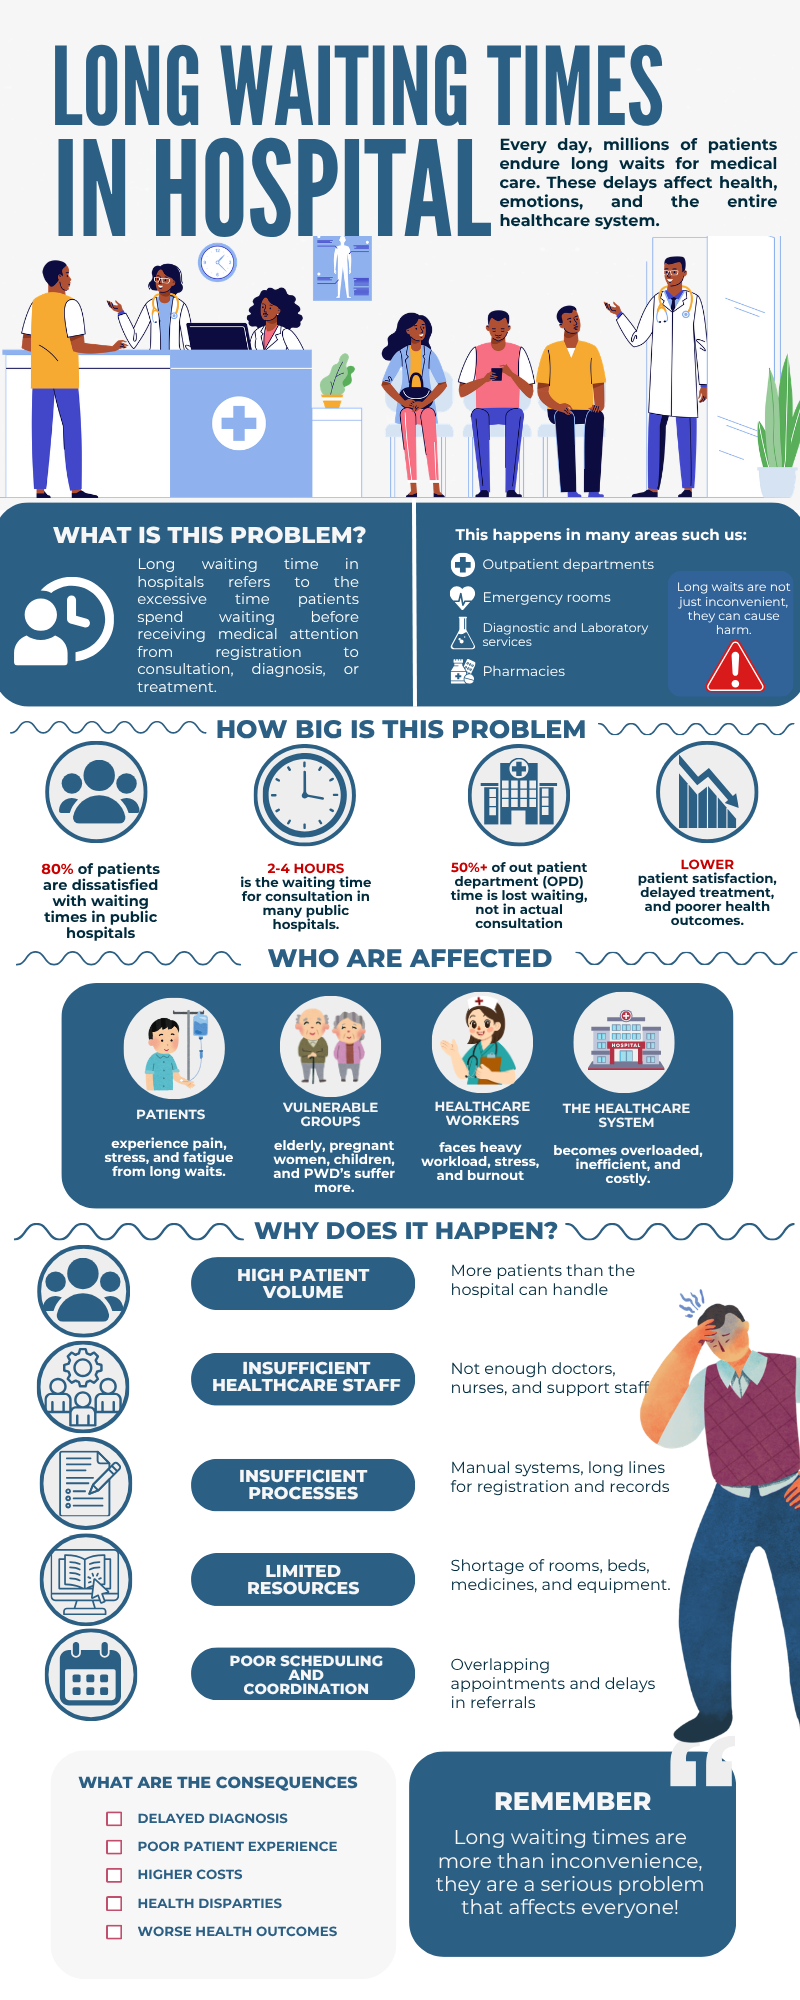 LONG WAITING TIMES
IN HOSPITAL
Every day, millions of patients
endure long waits for medical
care. These delays affect health,
emotions, and the entire
healthcare system.
WHAT IS THIS PROBLEM?
Long waiting time in
hospitals refers to the
excessive time patients
spend waiting before
receiving medical attention
from registration to
consultation, diagnosis, or
treatment.
This happens in many areas such us:
Outpatient departments
Emergency rooms
Diagnostic and Laboratory
services
Pharmacies
Long waits are not
just inconvenient,
they can cause
harm.
HOW BIG IS THIS PROBLEM
80% of patients
are dissatisfied
with waiting
times in public
hospitals
2-4 HOURS
is the waiting time
for consultation in
many public
hospitals.
50%+ of out patient
department (OPD)
time is lost waiting,
not in actual
consultation
LOWER
patient satisfaction,
delayed treatment,
and poorer health
outcomes.
WHO ARE AFFECTED
PATIENTS
experience pain,
stress, and fatigue
from long waits.
VULNERABLE
GROUPS
elderly, pregnant
women, children,
and PWD's suffer
more.
HEALTHCARE
WORKERS
faces heavy
workload, stress,
and burnout
HOSPITAL
THE HEALTHCARE
SYSTEM
becomes overloaded,
inefficient, and
costly.
WHY DOES IT HAPPEN?
HIGH PATIENT
VOLUME
More patients than the
hospital can handle
INSUFFICIENT
HEALTHCARE STAFF
Not enough doctors,
nurses, and support staff
INSUFFICIENT
PROCESSES
Manual systems, long lines
for registration and records
LIMITED
RESOURCES
Shortage of rooms, beds,
medicines, and equipment.
POOR SCHEDULING
AND
COORDINATION
Overlapping
appointments and delays
in referrals
WHAT ARE THE CONSEQUENCES
DELAYED DIAGNOSIS
POOR PATIENT EXPERIENCE
HIGHER COSTS
HEALTH DISPARTIES
WORSE HEALTH OUTCOMES
REMEMBER
Long waiting times are
more than inconvenience,
they are a serious problem
that affects everyone!